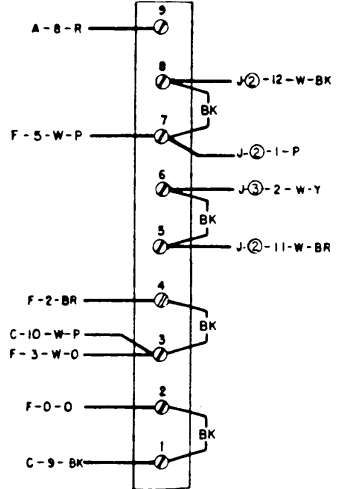 9
A-8-R
8
J-②-12-W-BK
BK
7
F-5-W-P
J-②-1-P
6
J-③-2-W-Y
BK
5
J-②-11-W-BR
4
F-2-BR
BK
C-10-W-P
3
F-3-W-O
2
F-O-O
BK
1
C-9-BK